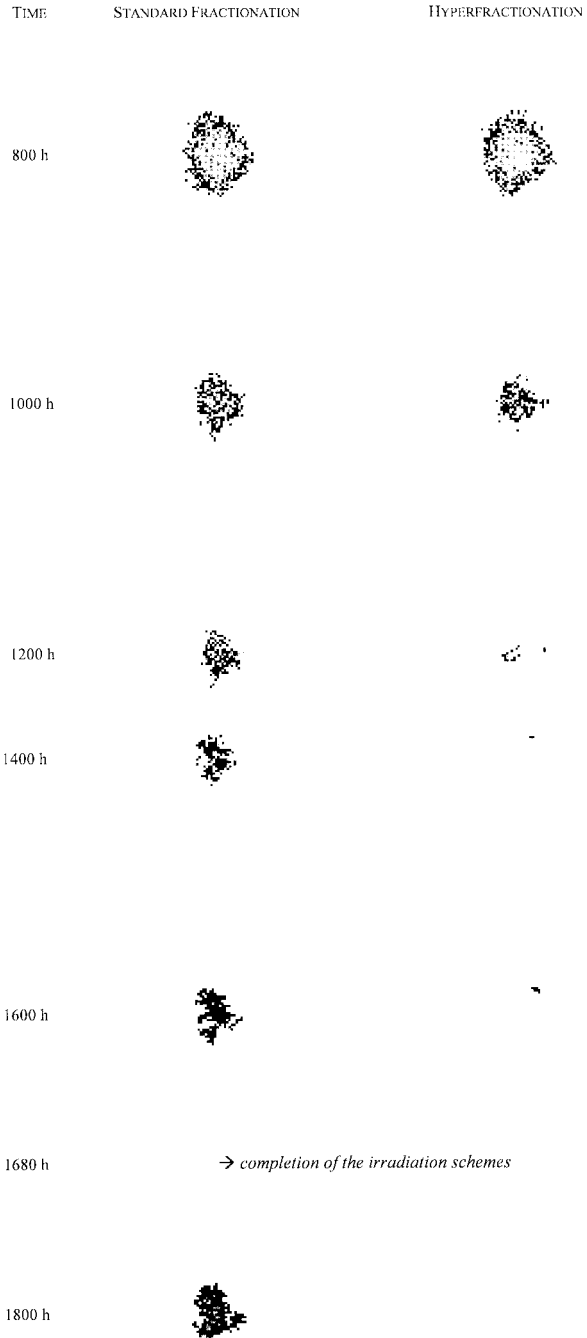 TIME STANDARD FRACTIONATION HYPERFRACTIONATION
800 h
1000 h
1200 h
1400 h
1600 h
1680 h → completion of the irradiation schemes
1800 h